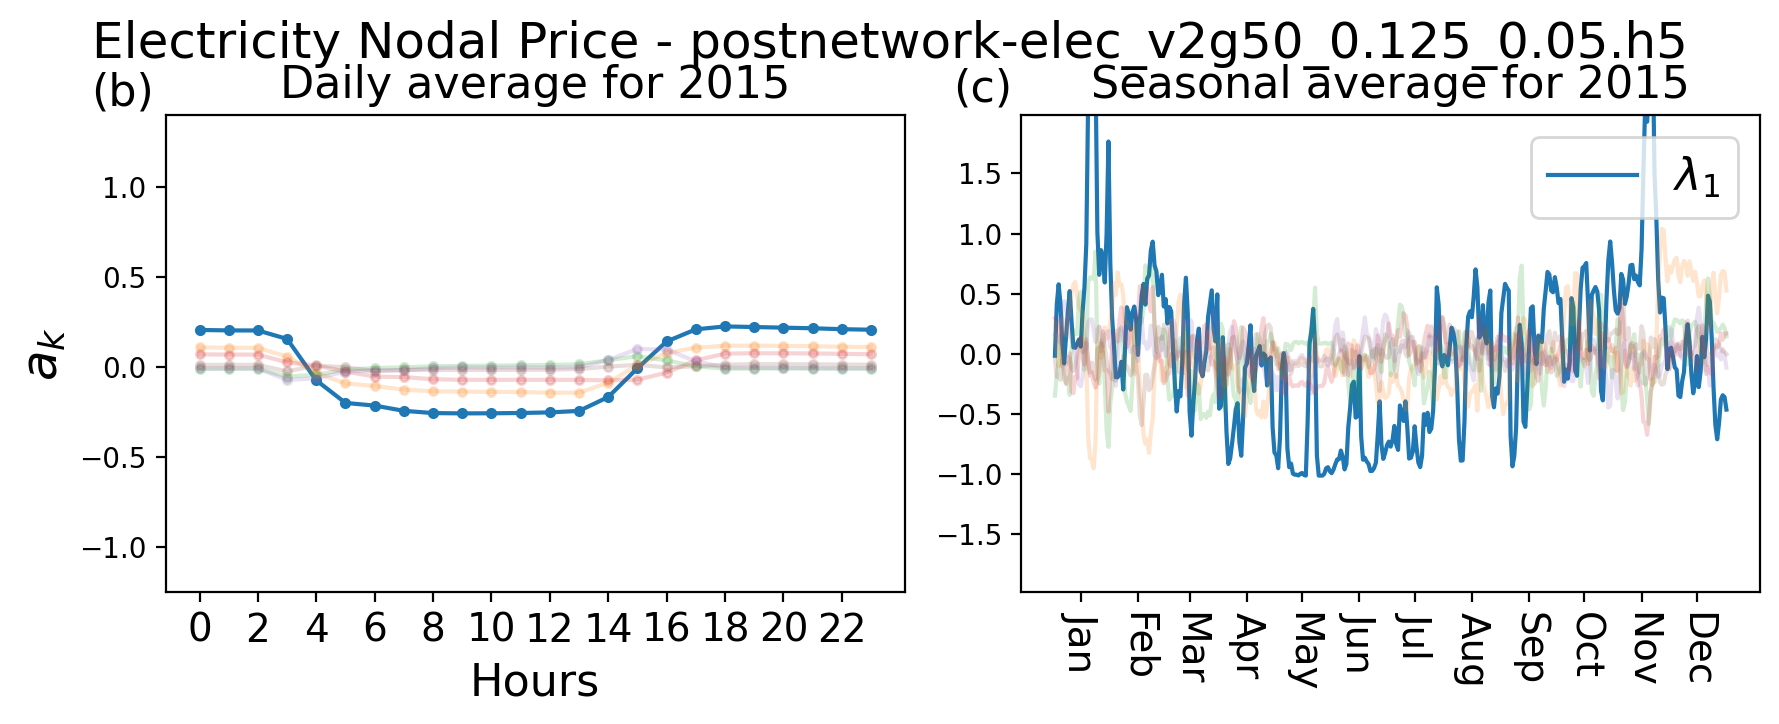 Electricity Nodal Price - postnetwork-elec_v2g50_0.125_0.05.h5
(b)
Daily average for 2015
1.0
0.5
0.0
−0.5
−1.0
a_k
0 2 4 6 8 10 12 14 16 18 20 22
Hours
(c)
Seasonal average for 2015
λ₁
1.5
1.0
0.5
0.0
−0.5
−1.0
−1.5
Jan Feb Mar Apr May Jun Jul Aug Sep Oct Nov Dec